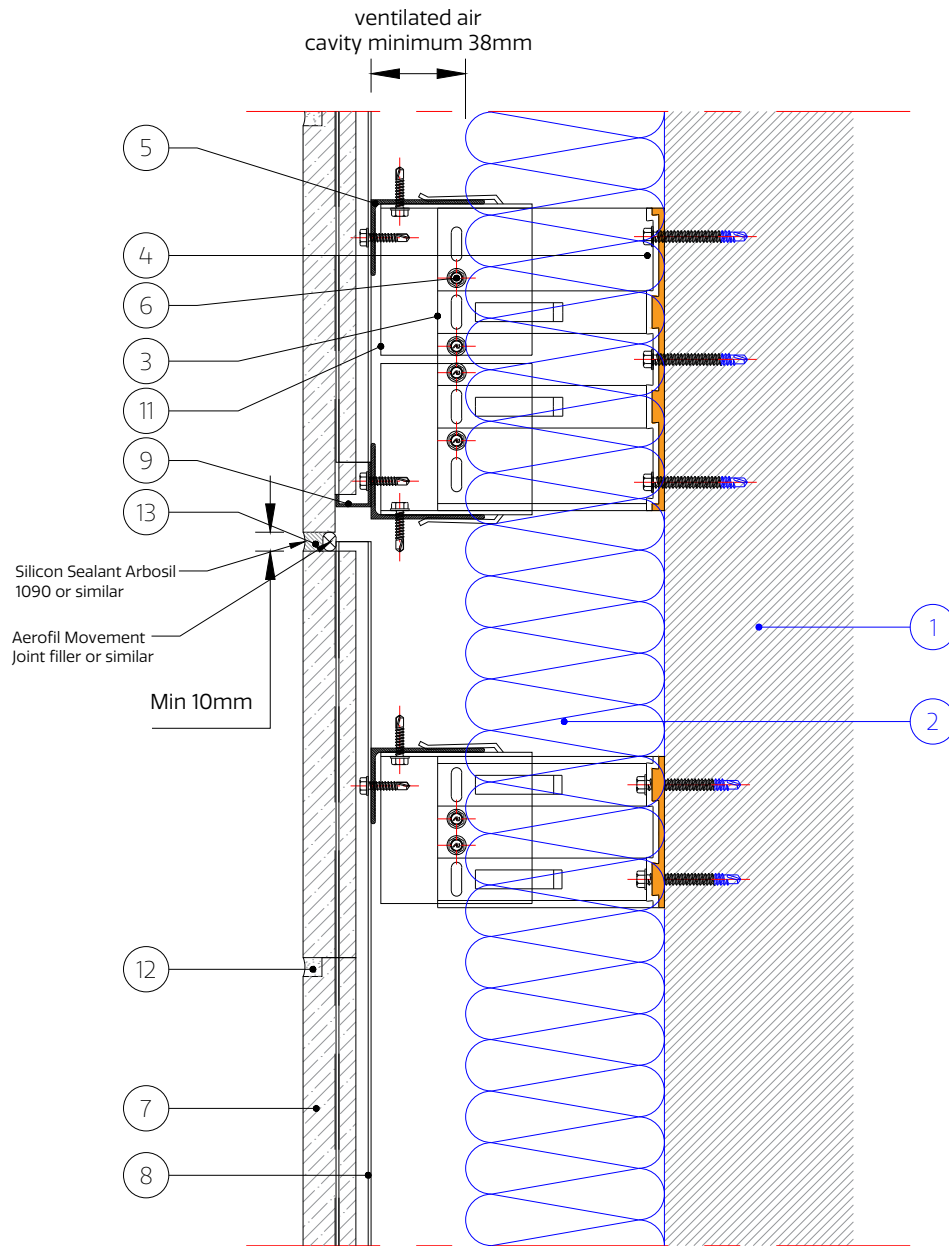 ventilated air
cavity minimum 38mm
5
4
6
3
11
9
13
Silicon Sealant Arbosil
1090 or similar
Aerofil Movement
Joint filler or similar
Min 10mm
1
2
12
7
8